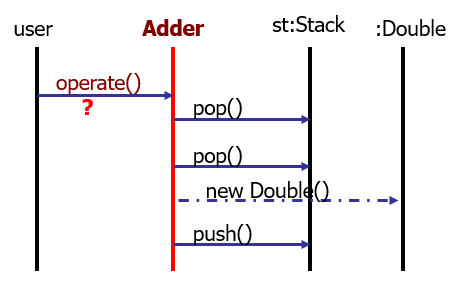 user Adder st:Stack :Double
operate()
?
pop()
pop()
new Double()
push()